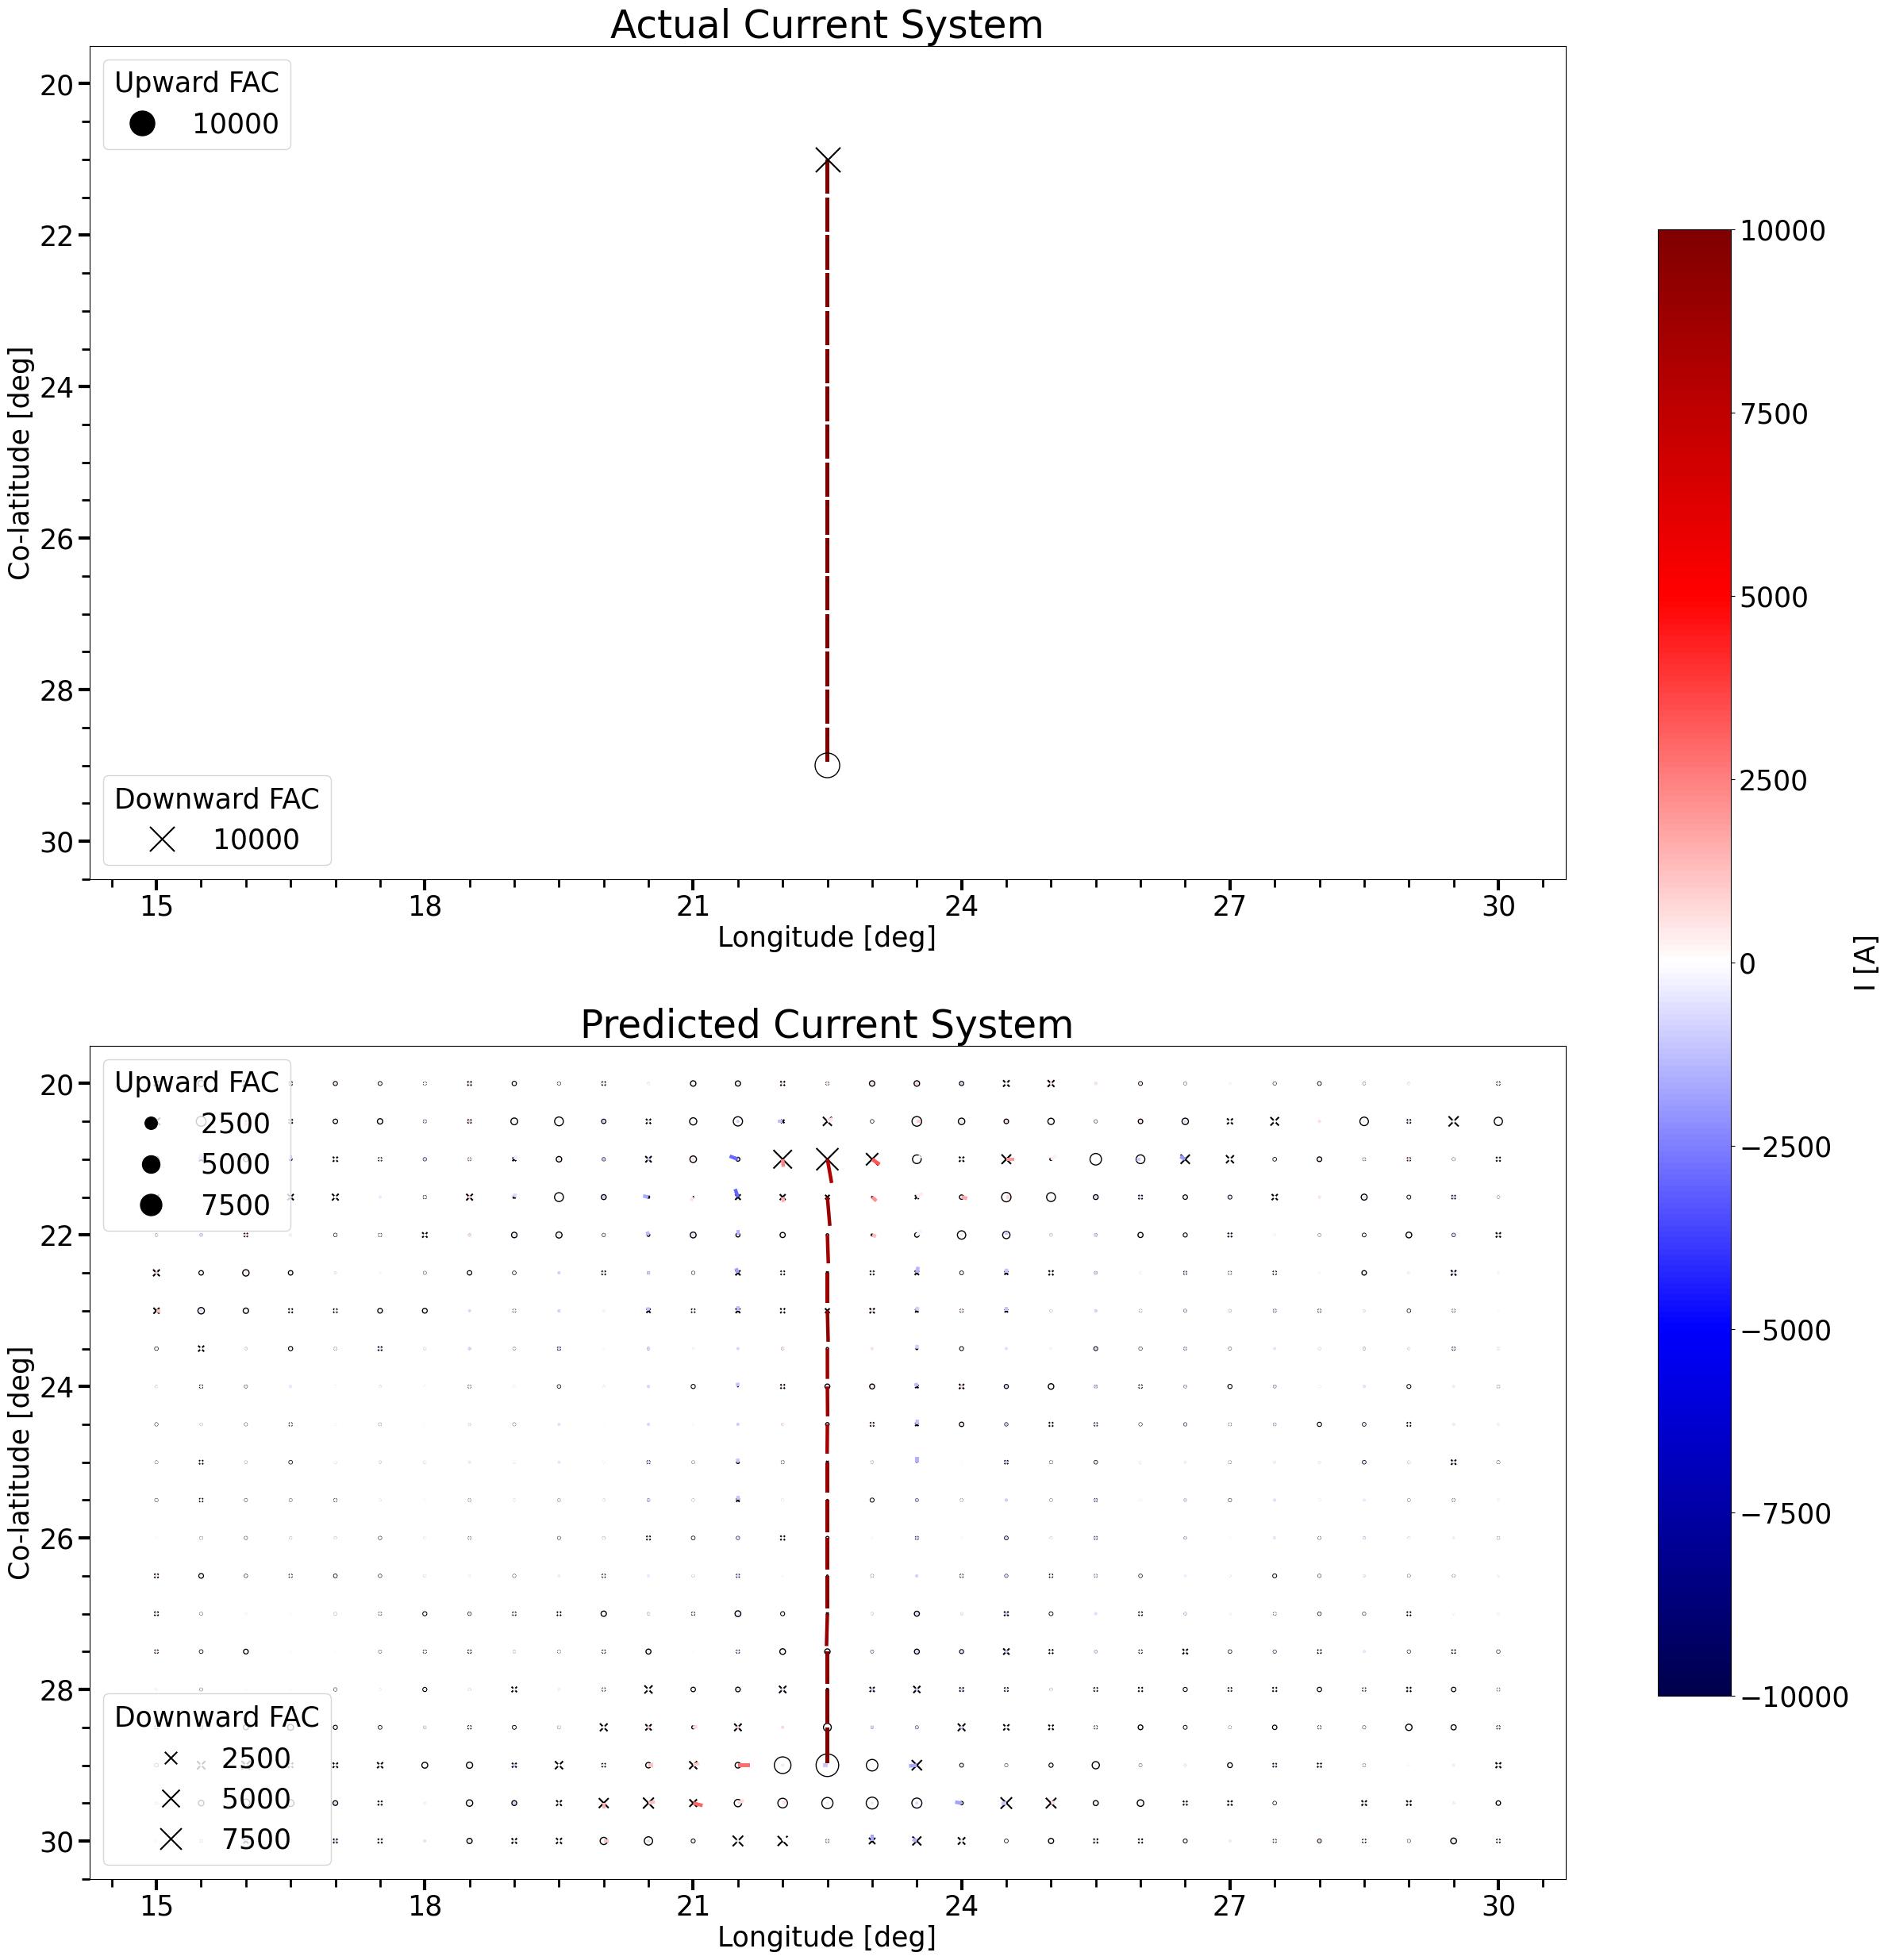 Actual Current System
Upward FAC
10000
Downward FAC
10000
20
22
24
26
28
30
Co-latitude [deg]
15 18 21 24 27 30
Longitude [deg]
Predicted Current System
Upward FAC
2500
5000
7500
Downward FAC
2500
5000
7500
20
22
24
26
28
30
Co-latitude [deg]
15 18 21 24 27 30
Longitude [deg]
10000
7500
5000
2500
0
−2500
−5000
−7500
−10000
I [A]